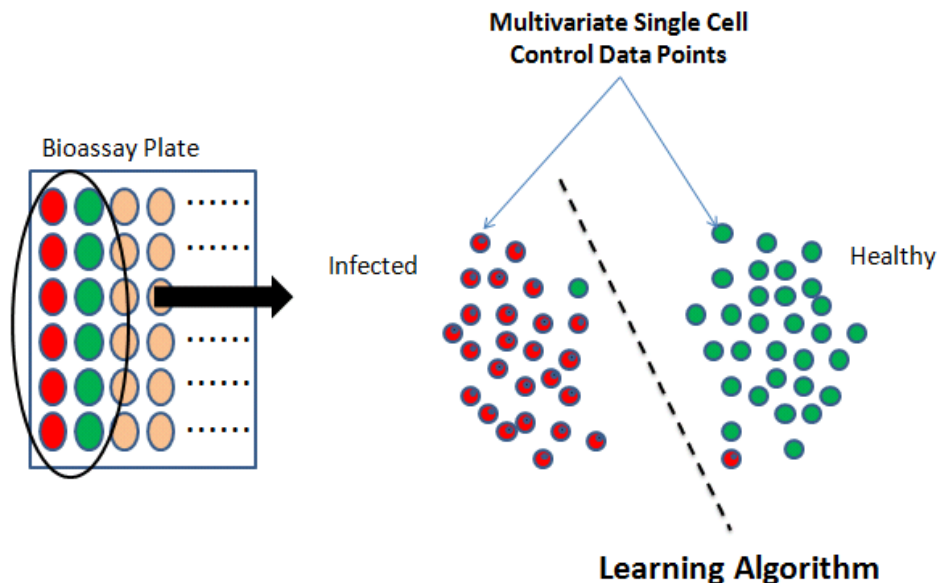 Multivariate Single Cell
Control Data Points
Bioassay Plate
Infected
Healthy
Learning Algorithm